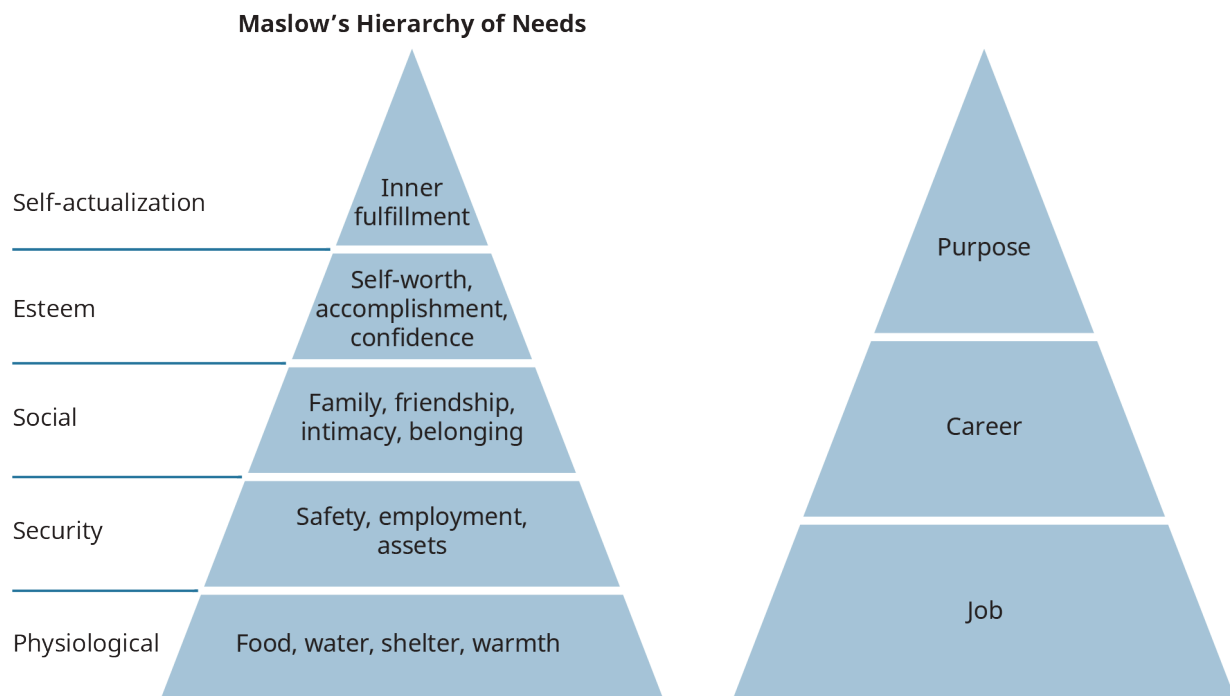 Maslow’s Hierarchy of Needs
Self-actualization
Inner
fulfillment
Esteem
Self-worth,
accomplishment,
confidence
Social
Family, friendship,
intimacy, belonging
Security
Safety, employment,
assets
Physiological
Food, water, shelter, warmth
Purpose
Career
Job